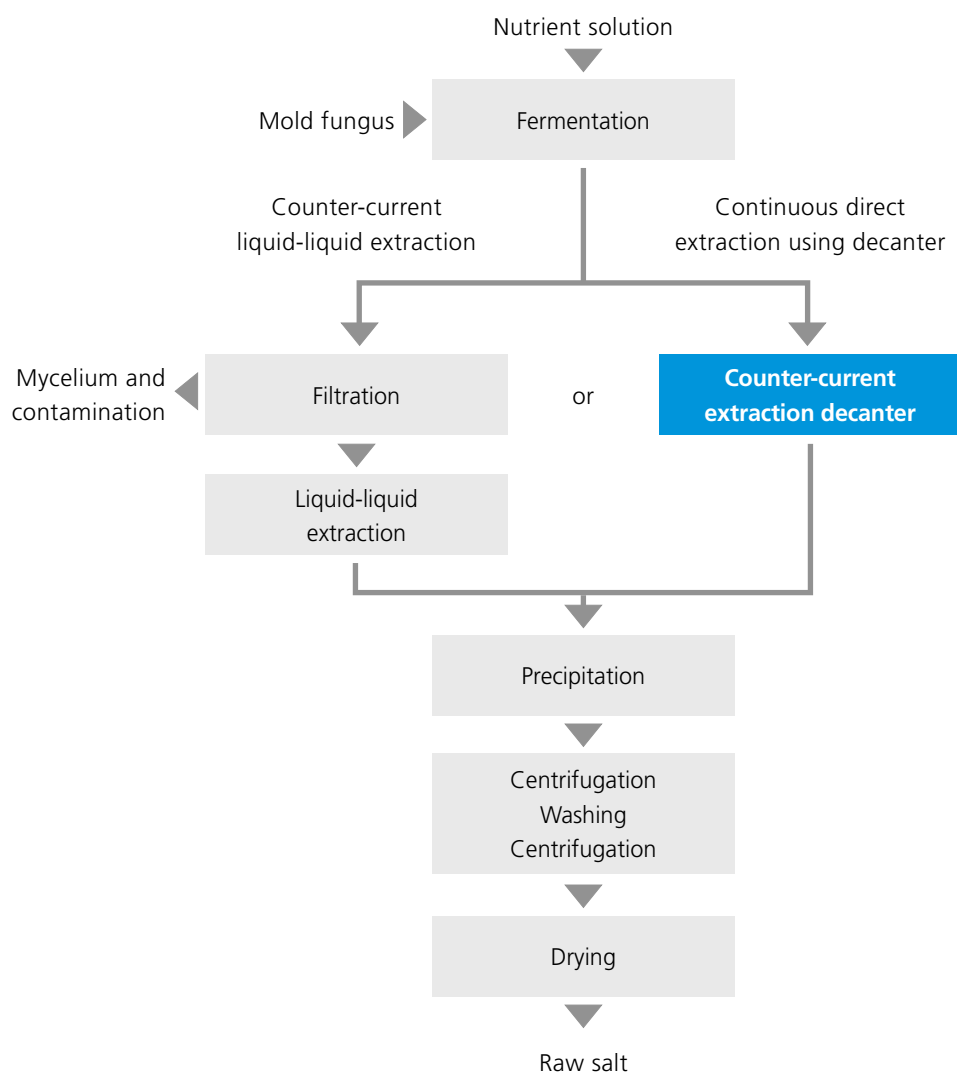 Nutrient solution
Mold fungus
Fermentation
Counter-current
liquid-liquid extraction
Continuous direct
extraction using decanter
Mycelium and
contamination
Filtration
or
Counter-current
extraction decanter
Liquid-liquid
extraction
Precipitation
Centrifugation
Washing
Centrifugation
Drying
Raw salt